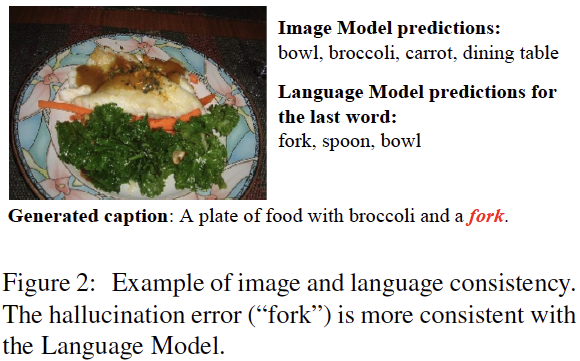 Image Model predictions:
bowl, broccoli, carrot, dining table
Language Model predictions for
the last word:
fork, spoon, bowl
Generated caption: A plate of food with broccoli and a fork.
Figure 2: Example of image and language consistency.
The hallucination error (“fork”) is more consistent with
the Language Model.